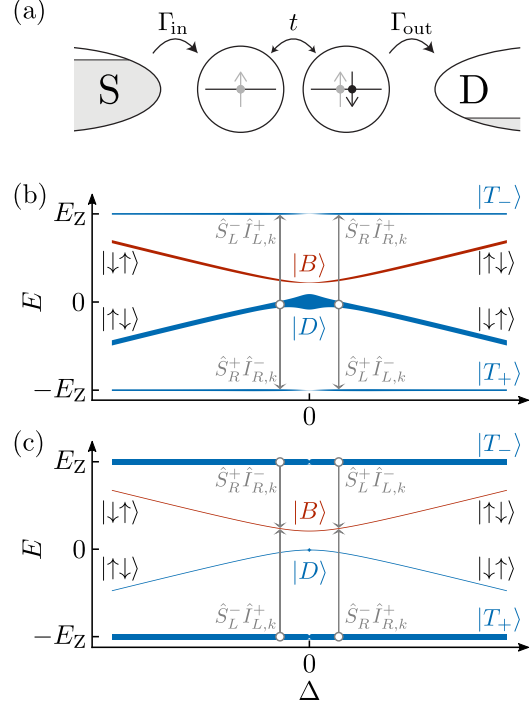 (a)
Γin t Γout
S D
(b)
EZ |T−⟩
Ŝ−L Î+L,k Ŝ−R Î+R,k
|↓↑⟩ |B⟩ |↑↓⟩
E 0
|↑↓⟩ |D⟩ |↓↑⟩
Ŝ+R Î−R,k Ŝ+L Î−L,k
−EZ |T+⟩
0
(c)
EZ |T−⟩
Ŝ+R Î−R,k Ŝ+L Î−L,k
|↓↑⟩ |B⟩ |↑↓⟩
E 0
|↑↓⟩ |D⟩ |↓↑⟩
Ŝ−L Î+L,k Ŝ−R Î+R,k
−EZ |T+⟩
0
Δ